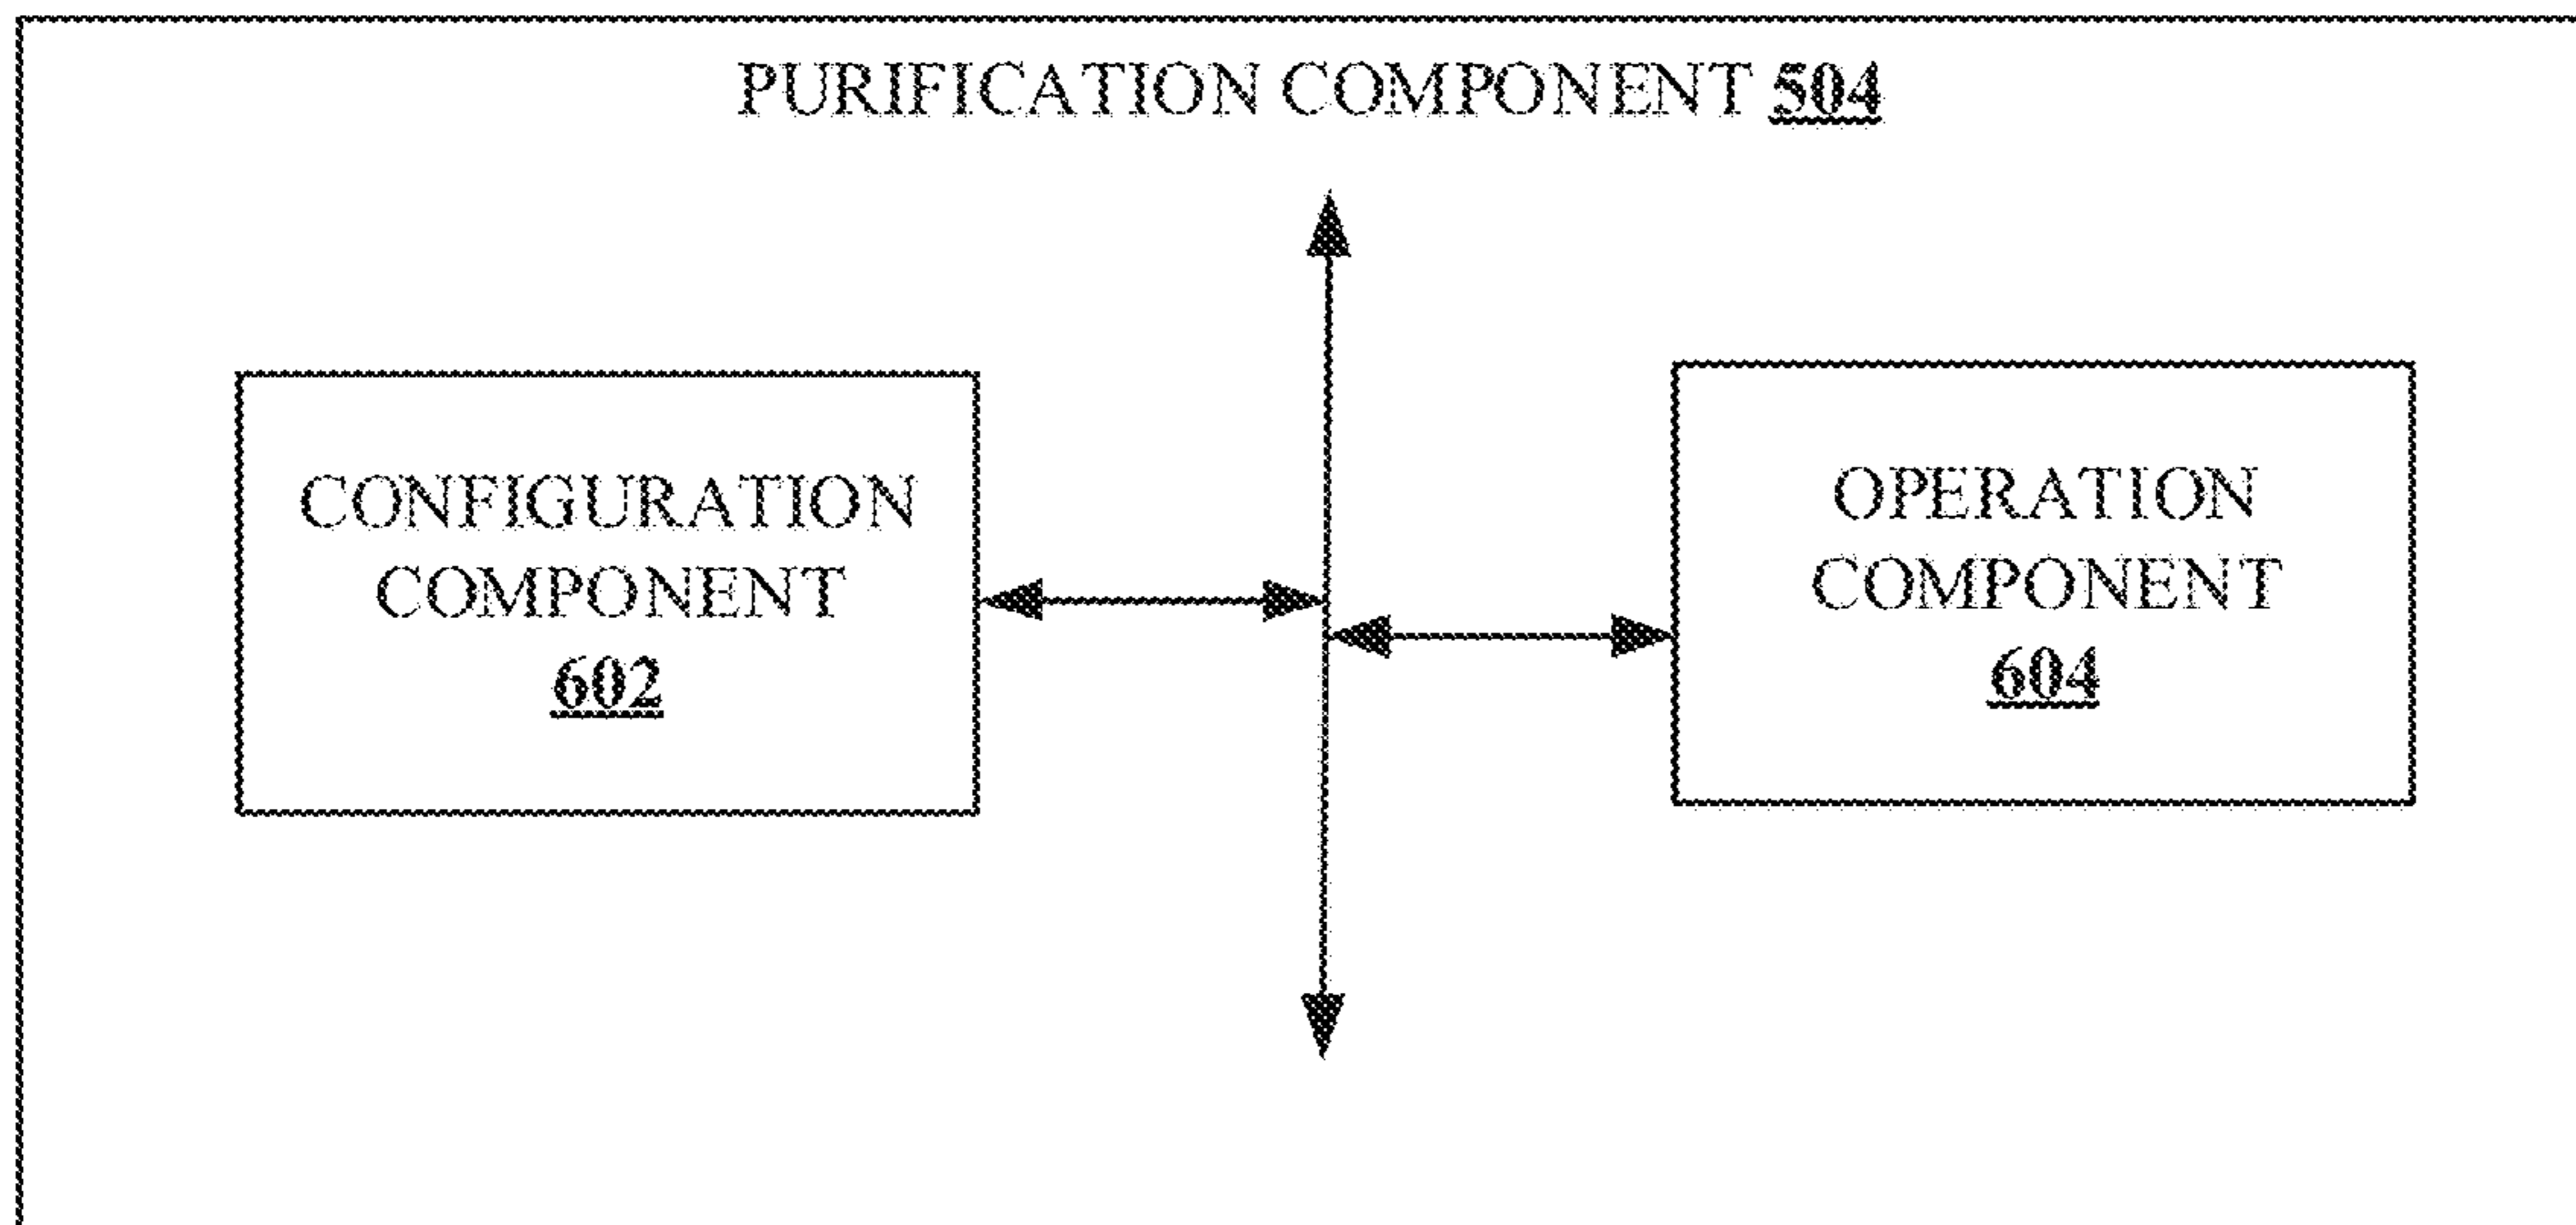 PURIFICATION COMPONENT 504
CONFIGURATION
COMPONENT
602
OPERATION
COMPONENT
604